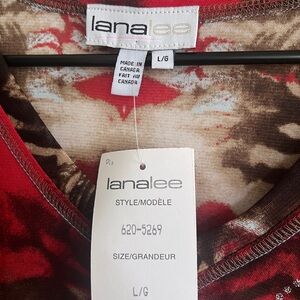 lanalee
MADE IN
CANADA
FAIT AU
CANADA
L/G
lanalee
STYLE/MODÈLE
620-5269
SIZE/GRANDEUR
L/G